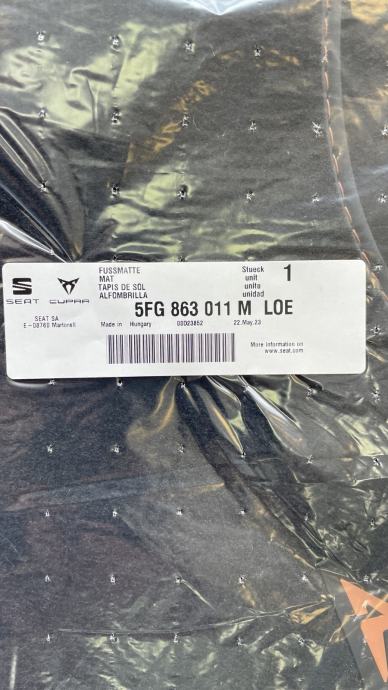 FUSSMATTE
MAT
TAPIS DE SOL
ALFOMBRILLA
Stueck
unit
unite
unidad
1
SEAT CUPRA
SEAT SA
E-08760 Martorell
5FG 863 011 M LOE
Made in Hungary 08D23852 22.May.23
More information on
www.seat.com